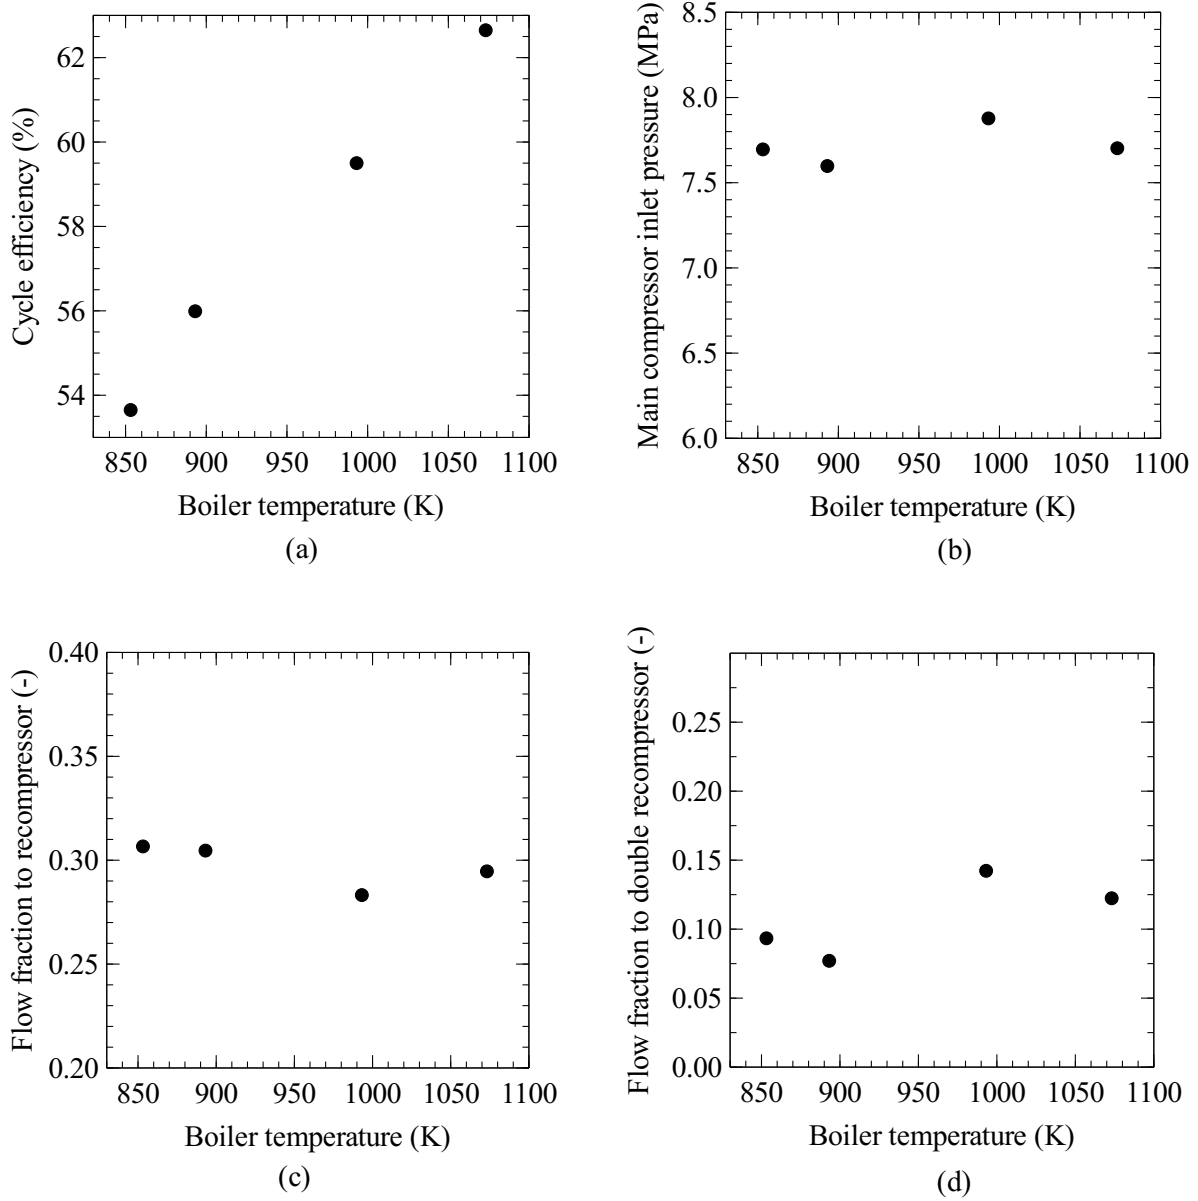 Cycle efficiency (%)
62
60
58
56
54
850 900 950 1000 1050 1100
Boiler temperature (K)
(a)
Main compressor inlet pressure (MPa)
8.5
8.0
7.5
7.0
6.5
6.0
850 900 950 1000 1050 1100
Boiler temperature (K)
(b)
Flow fraction to recompressor (-)
0.40
0.35
0.30
0.25
0.20
850 900 950 1000 1050 1100
Boiler temperature (K)
(c)
Flow fraction to double recompressor (-)
0.25
0.20
0.15
0.10
0.05
0.00
850 900 950 1000 1050 1100
Boiler temperature (K)
(d)